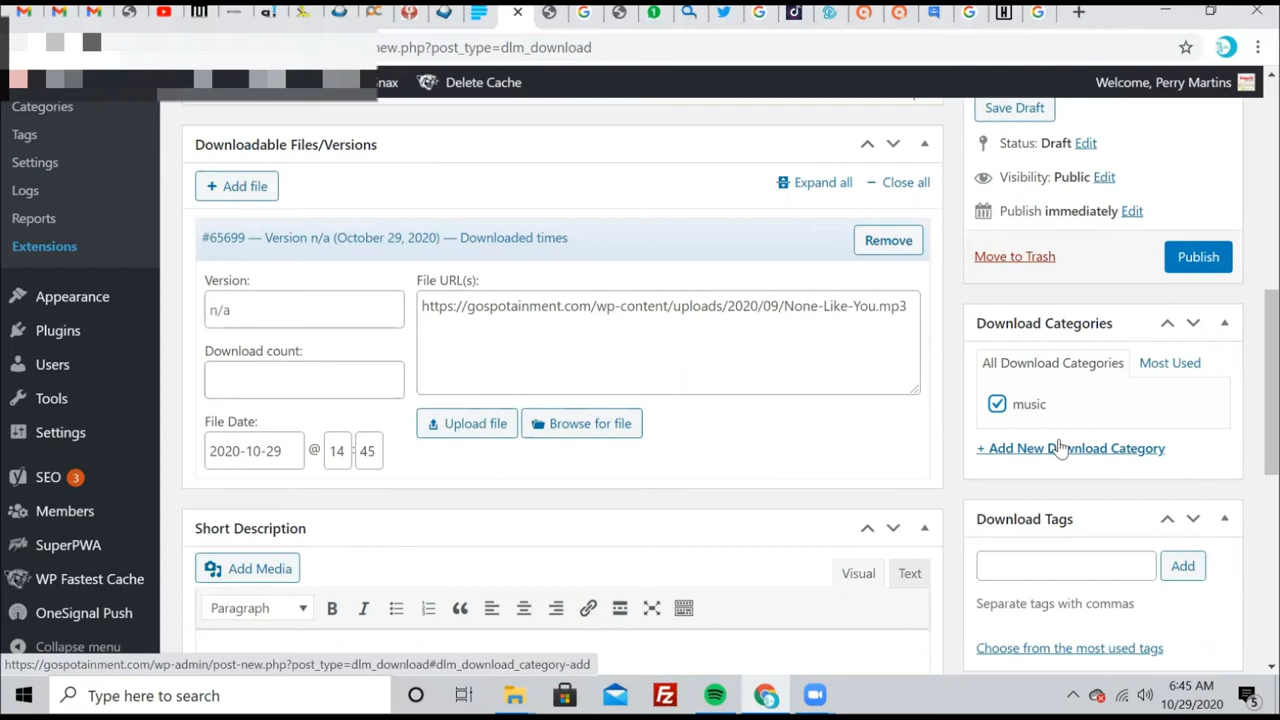 new.php?post_type=dlm_download
nax
Delete Cache
Welcome, Perry Martins
Categories
Tags
Settings
Logs
Reports
Extensions
Appearance
Plugins
Users
Tools
Settings
SEO 3
Members
SuperPWA
WP Fastest Cache
OneSignal Push
Collapse menu
Downloadable Files/Versions
+ Add file
Expand all
− Close all
#65699 — Version n/a (October 29, 2020) — Downloaded times
Remove
Version:
n/a
File URL(s):
https://gospotainment.com/wp-content/uploads/2020/09/None-Like-You.mp3
Download count:
File Date:
2020-10-29 @ 14 : 45
Upload file
Browse for file
Short Description
Add Media
Visual
Text
Paragraph
B I
Save Draft
Status: Draft Edit
Visibility: Public Edit
Publish immediately Edit
Move to Trash
Publish
Download Categories
All Download Categories
Most Used
music
+ Add New Download Category
Download Tags
Add
Separate tags with commas
Choose from the most used tags
https://gospotainment.com/wp-admin/post-new.php?post_type=dlm_download#dlm_download_category-add
Type here to search
6:45 AM
10/29/2020
5